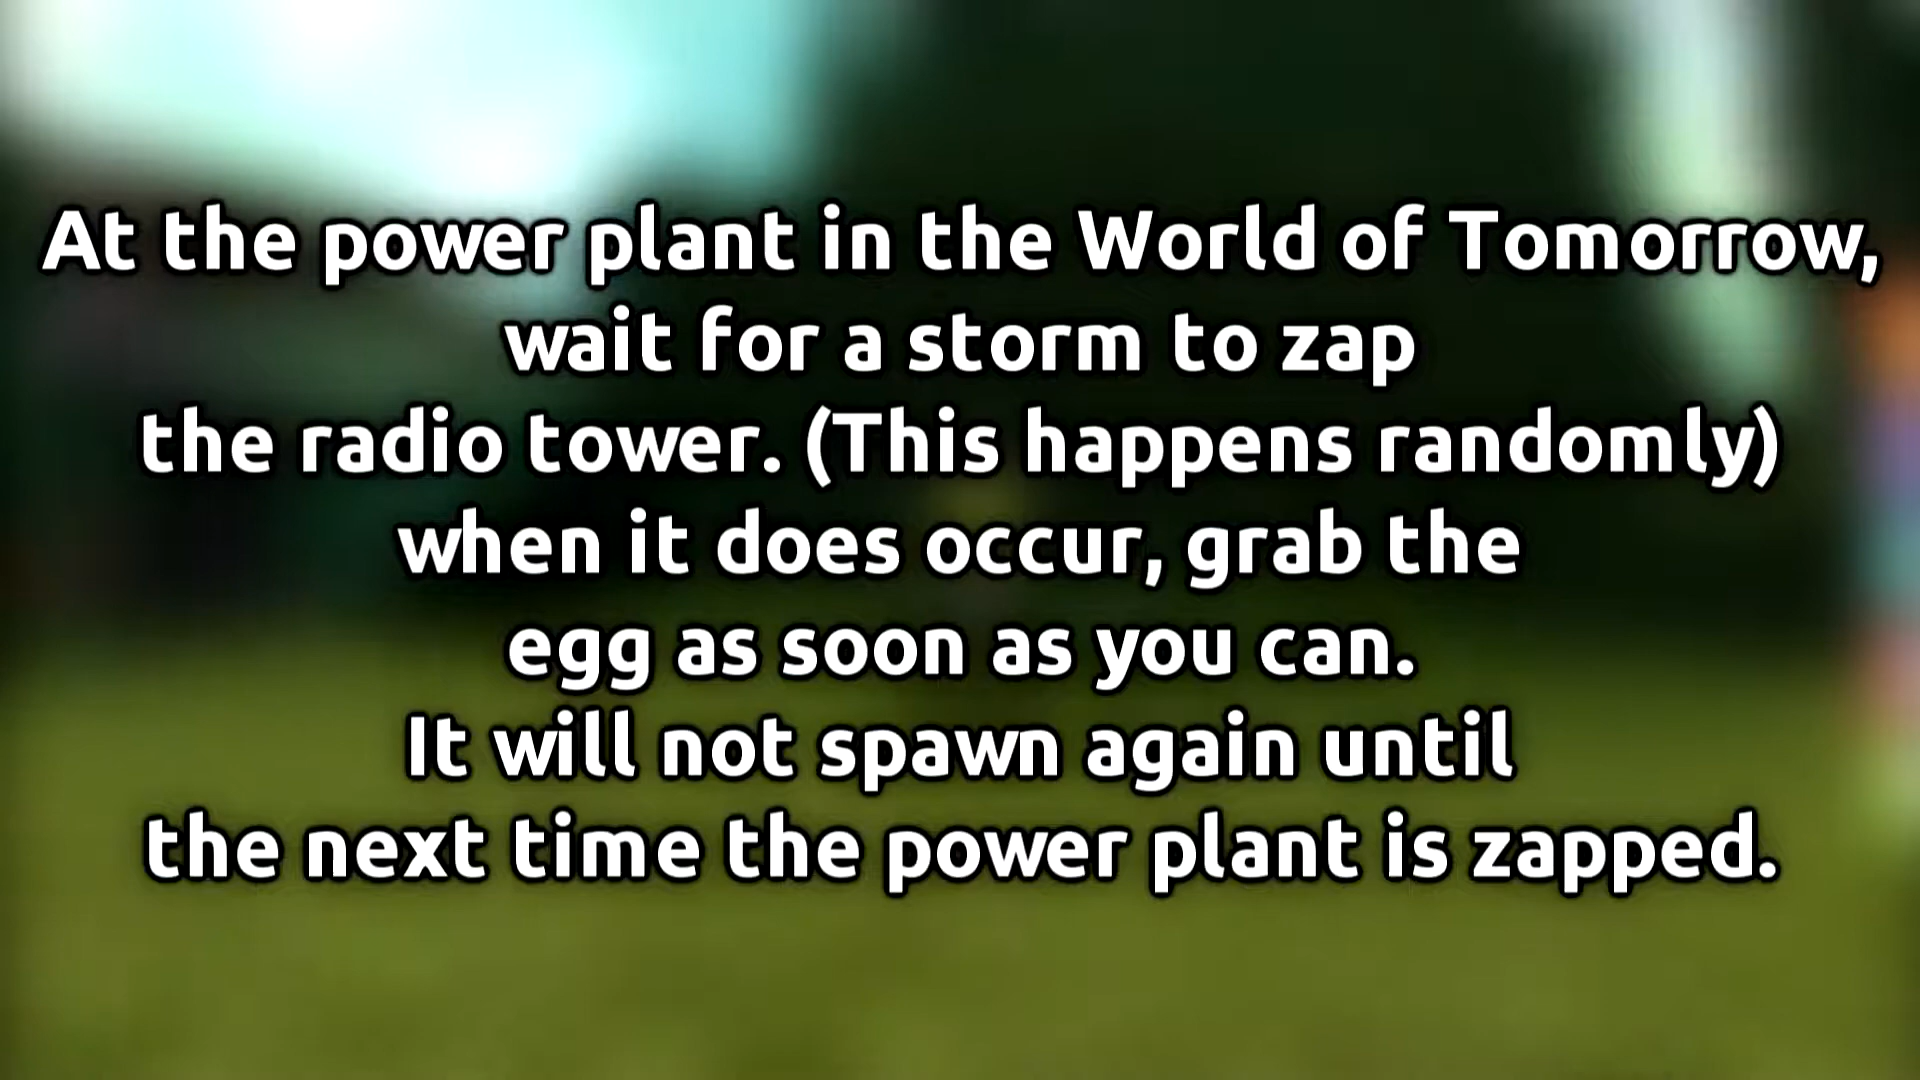 At the power plant in the World of Tomorrow,
wait for a storm to zap
the radio tower. (This happens randomly)
when it does occur, grab the
egg as soon as you can.
It will not spawn again until
the next time the power plant is zapped.